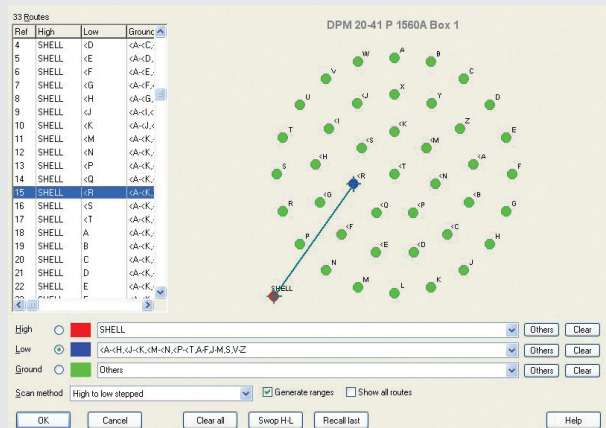 33 Routes
DPM 20-41 P 1560A Box 1
Ref High Low Ground
4 SHELL <D <A-<C,
5 SHELL <E <A-<D,
6 SHELL <F <A-<E,
7 SHELL <G <A-<F,
8 SHELL <H <A-<G,
9 SHELL <J <A-<I,<
10 SHELL <K <A-<J,<
11 SHELL <M <A-<K,
12 SHELL <N <A-<K,
13 SHELL <P <A-<K,
14 SHELL <Q <A-<K,
15 SHELL <R <A-<K,
16 SHELL <S <A-<K,
17 SHELL <T <A-<K,
18 SHELL A <A-<K,
19 SHELL B <A-<K,
20 SHELL C <A-<K,
21 SHELL D <A-<K,
22 SHELL E <A-<K,
W A B
V C
<J X Y
U D
<I <K Z
T E
<S <M
<H <A
S <R <T <N F
<G <B
R <Q <P G
<F <C
P <E <D H
N J
M L K
SHELL
High SHELL Others Clear
Low <A-<H,<J-<K,<M-<N,<P-<T,A-F,J-M,S,V-Z Others Clear
Ground Others Others Clear
Scan method High to low stepped Generate ranges Show all routes
OK Cancel Clear all Swop H-L Recall last Help